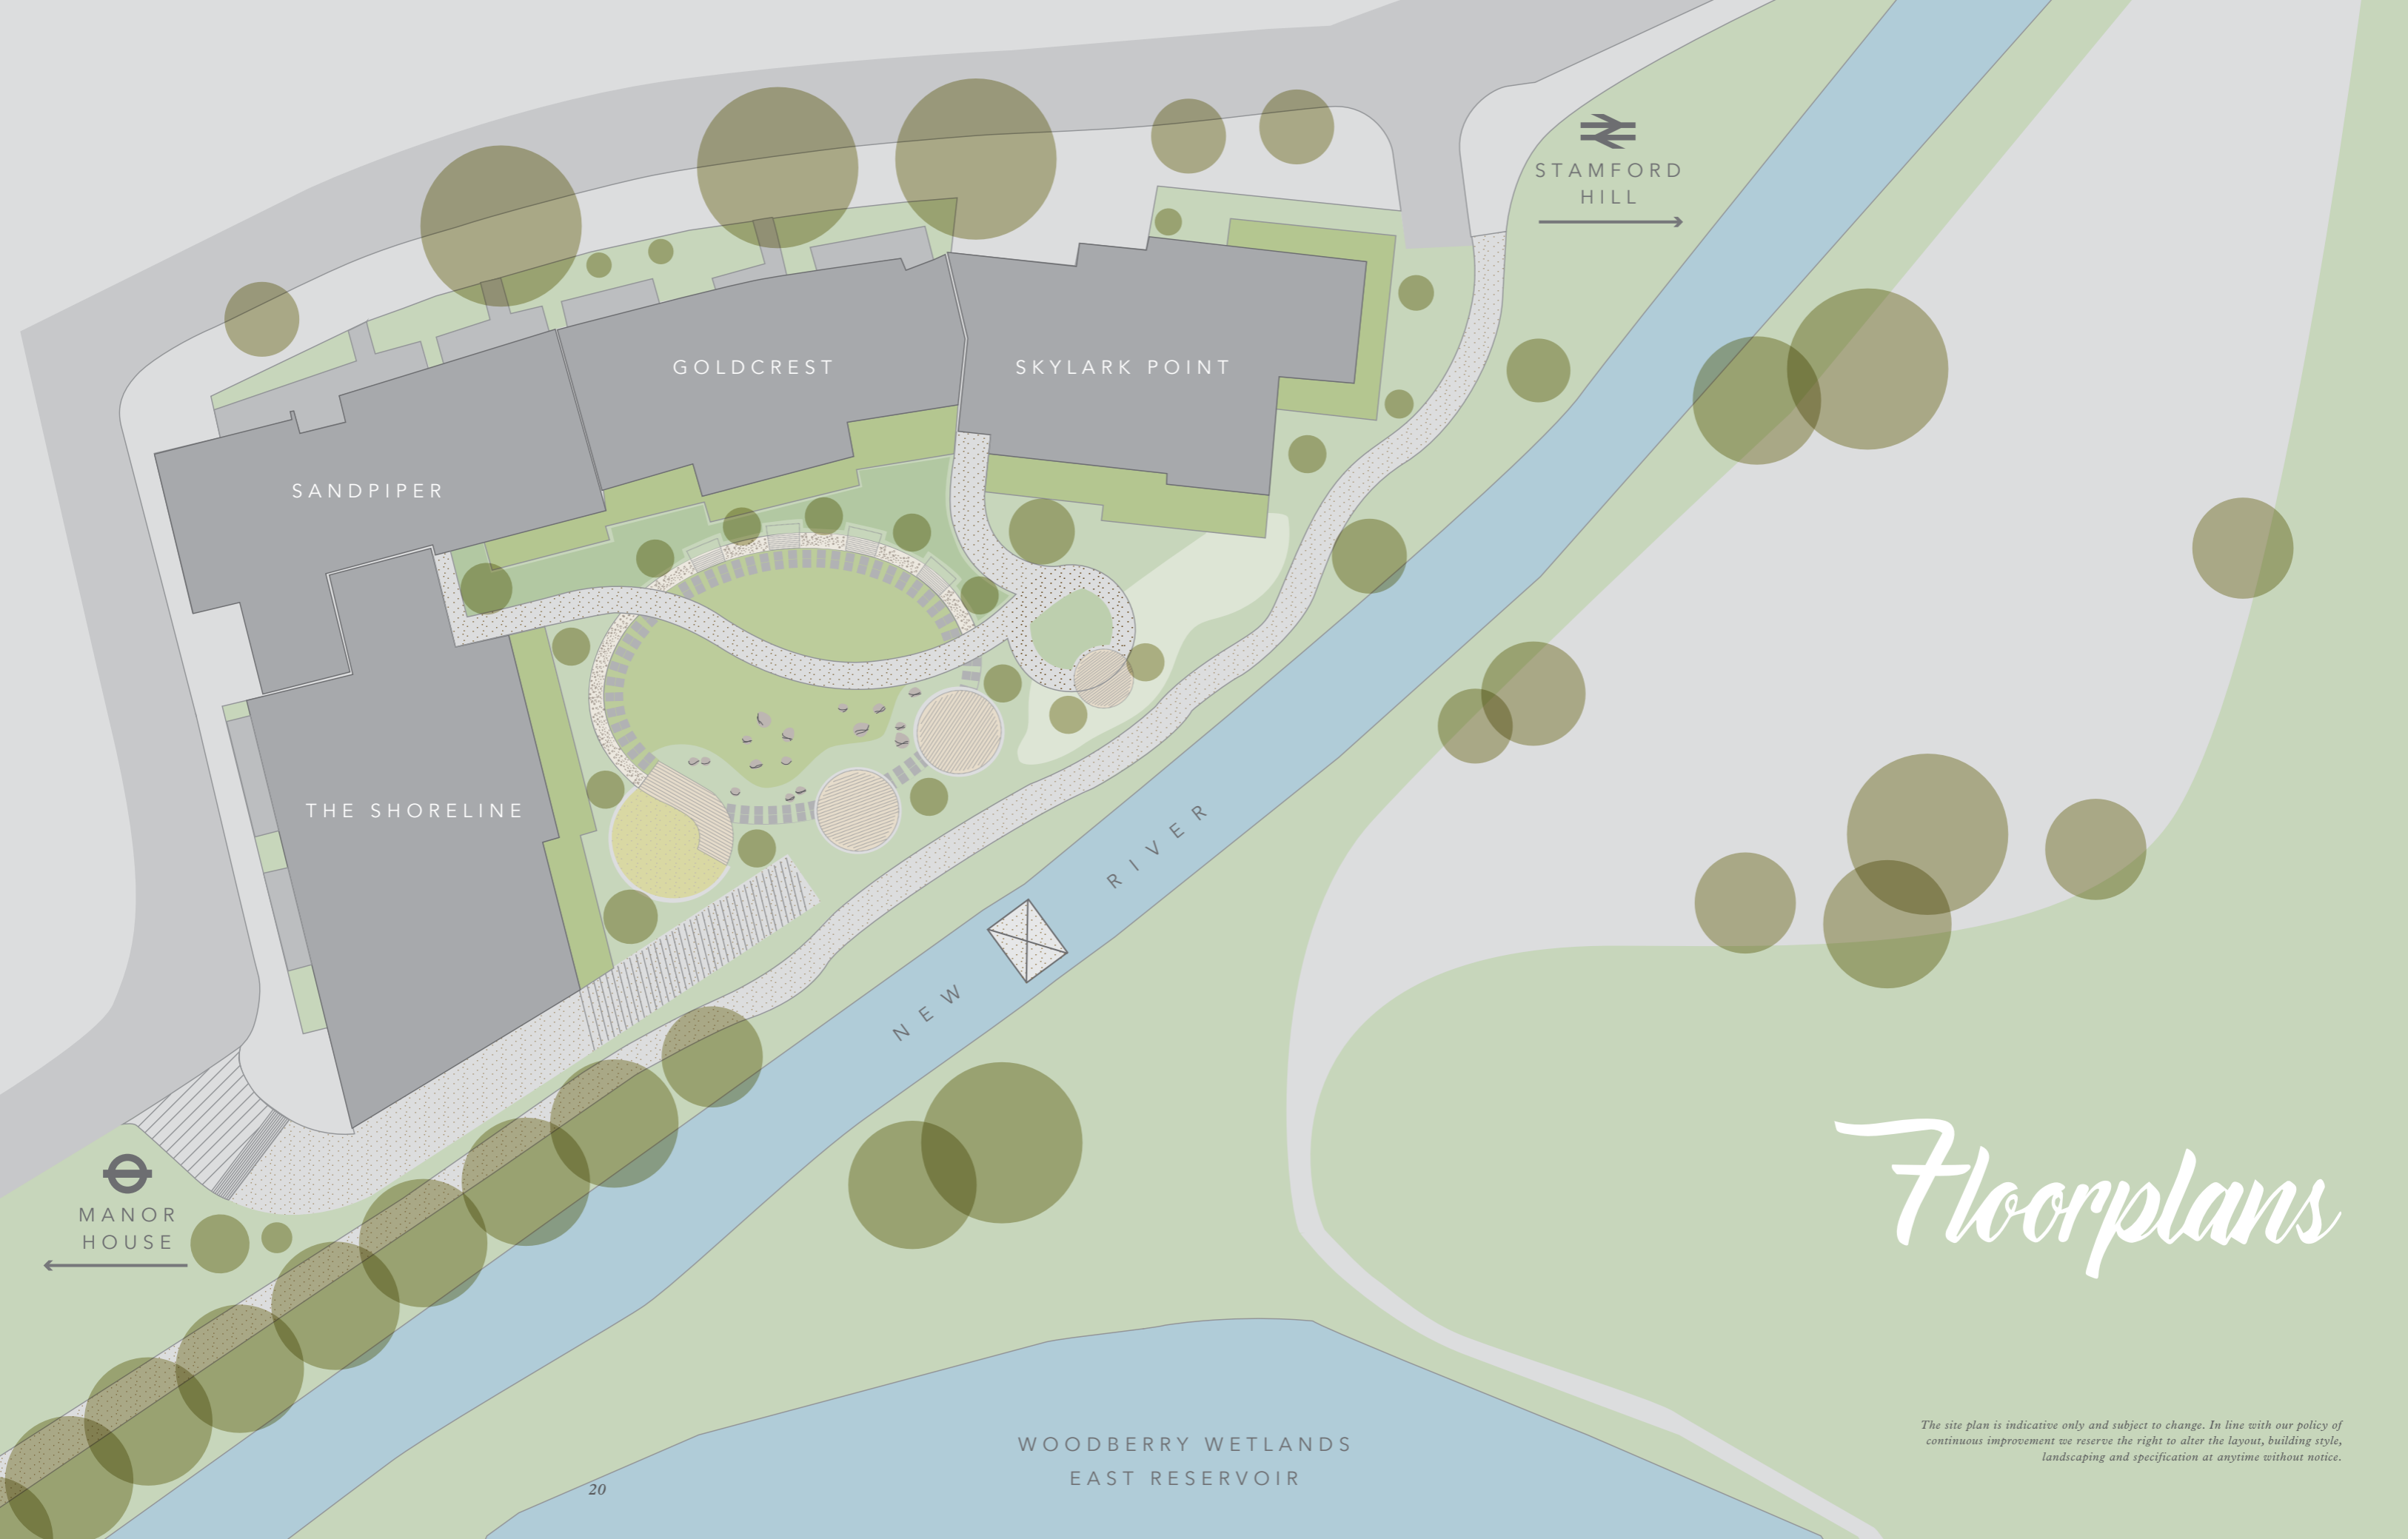 STAMFORD
HILL
GOLDCREST
SKYLARK POINT
SANDPIPER
THE SHORELINE
NEW RIVER
MANOR
HOUSE
Floorplans
WOODBERRY WETLANDS
EAST RESERVOIR
The site plan is indicative only and subject to change. In line with our policy of
continuous improvement we reserve the right to alter the layout, building style,
landscaping and specification at anytime without notice.
20